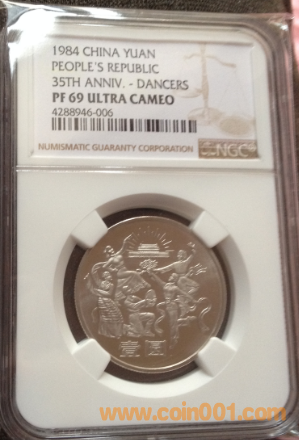 1984 CHINA YUAN
PEOPLE'S REPUBLIC
35TH ANNIV. - DANCERS
PF 69 ULTRA CAMEO
4288946-006
NUMISMATIC GUARANTY CORPORATION
NGC
壹圆
www.coin001.com